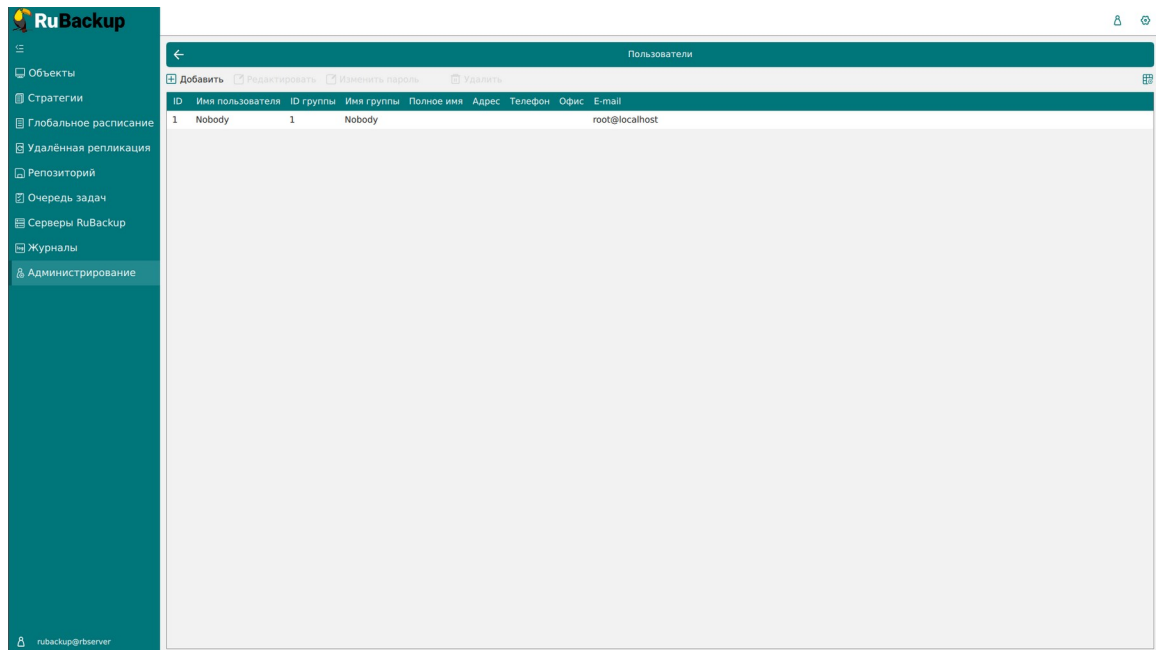 RuBackup
Объекты
Стратегии
Глобальное расписание
Удалённая репликация
Репозиторий
Очередь задач
Серверы RuBackup
Журналы
Администрирование
rubackup@rbserver
Пользователи
Добавить Редактировать Изменить пароль Удалить
ID Имя пользователя ID группы Имя группы Полное имя Адрес Телефон Офис E-mail
1 Nobody 1 Nobody root@localhost